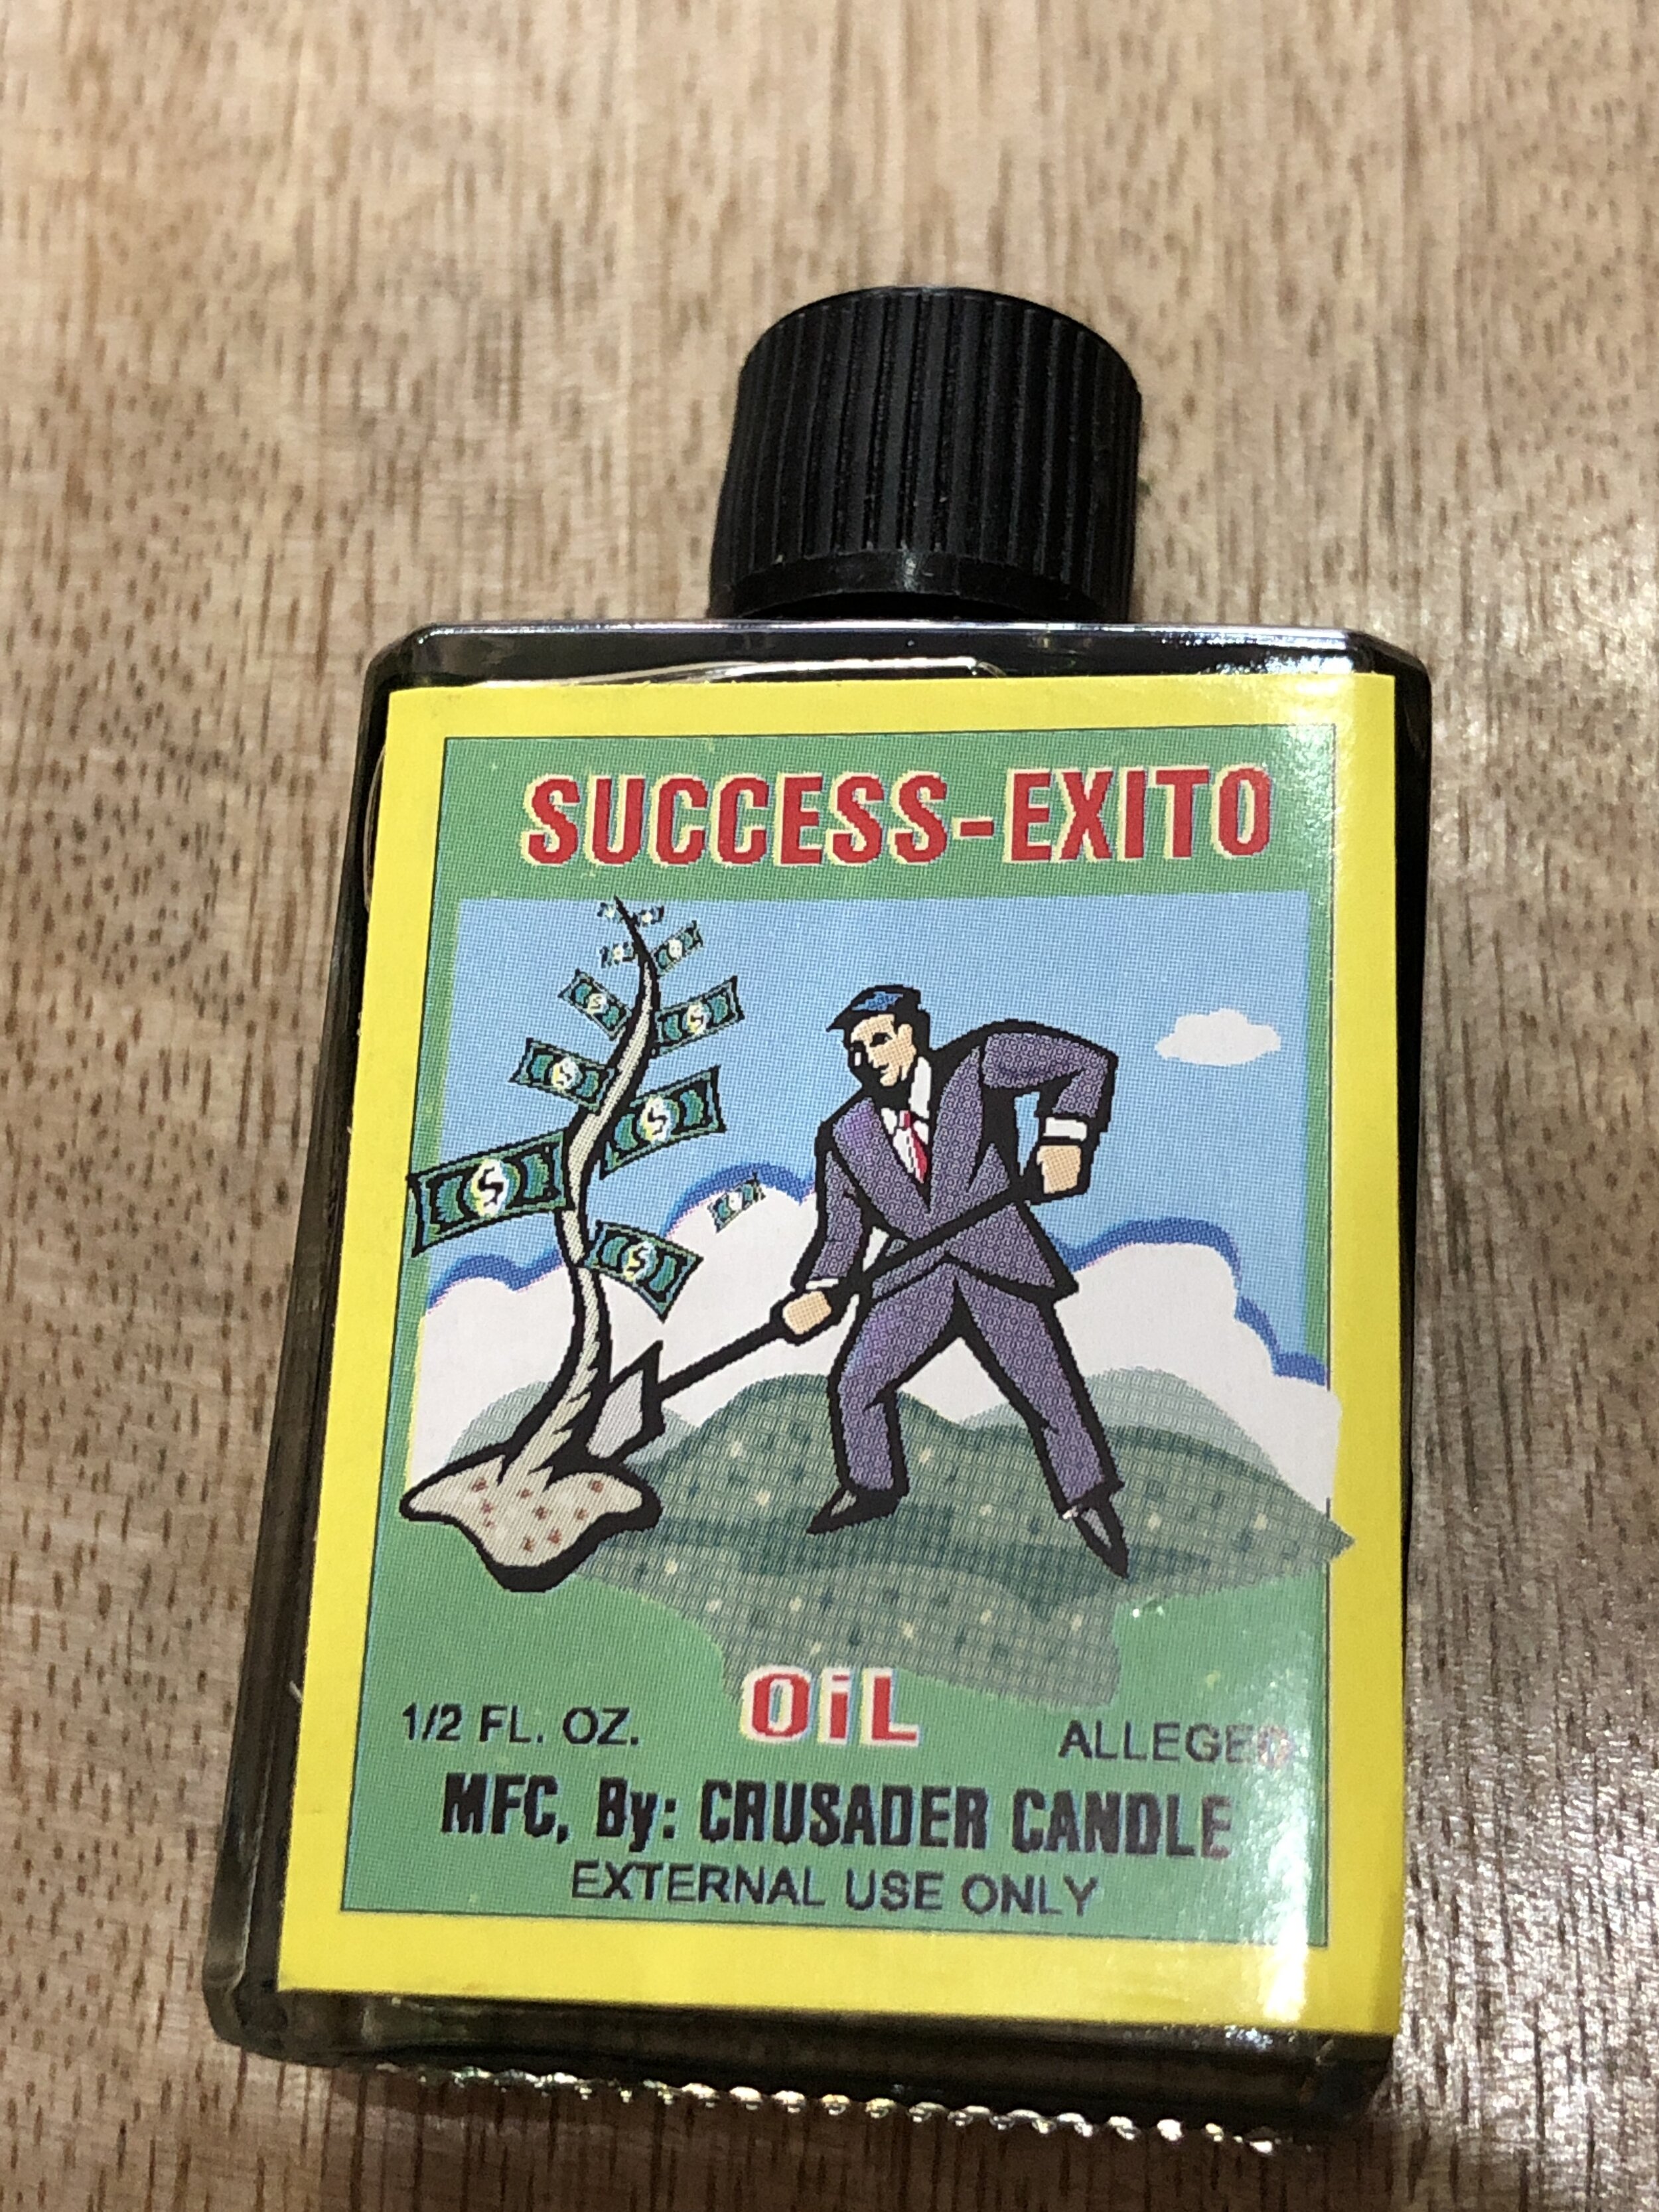 SUCCESS-EXITO
OiL
1/2 FL. OZ. ALLEGED
MFC, By: CRUSADER CANDLE
EXTERNAL USE ONLY